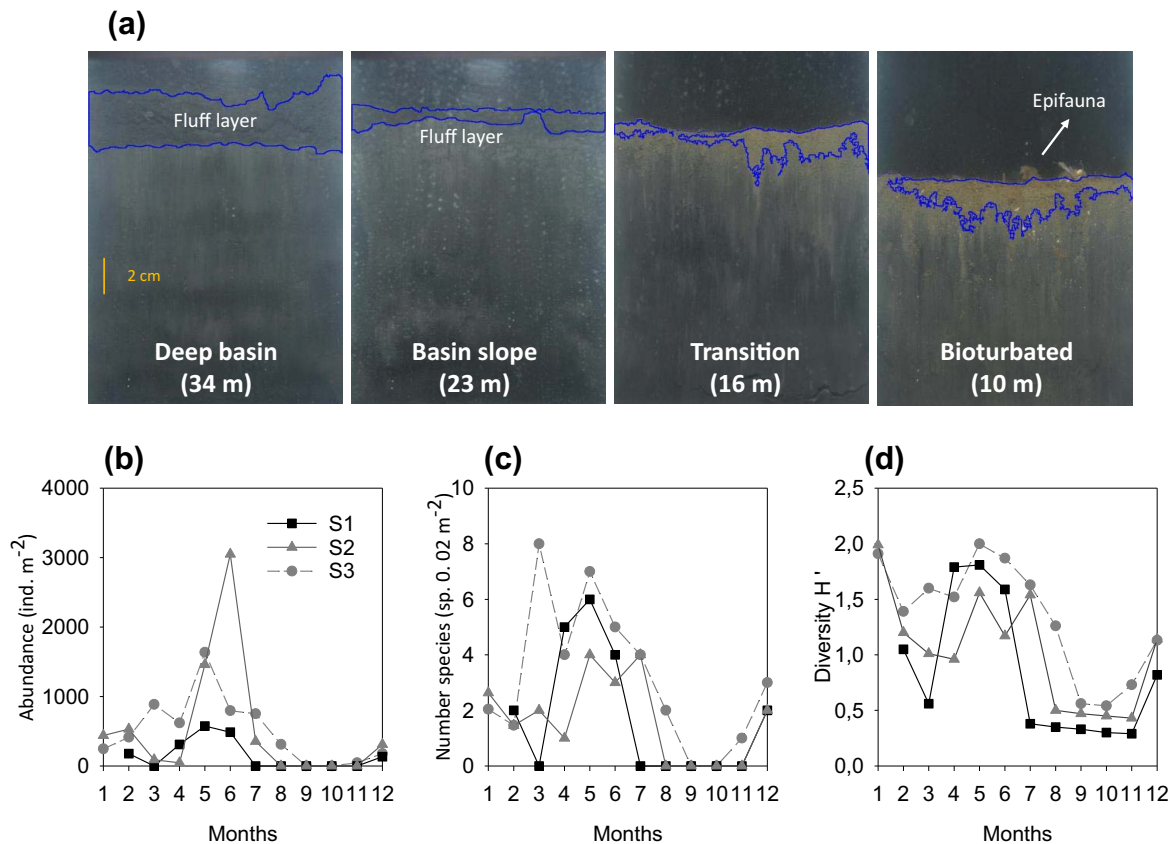 (a)
Fluff layer
Fluff layer
Epifauna
2 cm
Deep basin
(34 m)
Basin slope
(23 m)
Transition
(16 m)
Bioturbated
(10 m)
(b)
Abundance (ind. m-2)
4000
3000
2000
1000
0
S1
S2
S3
1 2 3 4 5 6 7 8 9 10 11 12
Months
(c)
Number species (sp. 0. 02 m-2)
10
8
6
4
2
0
1 2 3 4 5 6 7 8 9 10 11 12
Months
(d)
Diversity H '
2,5
2,0
1,5
1,0
0,5
0,0
1 2 3 4 5 6 7 8 9 10 11 12
Months